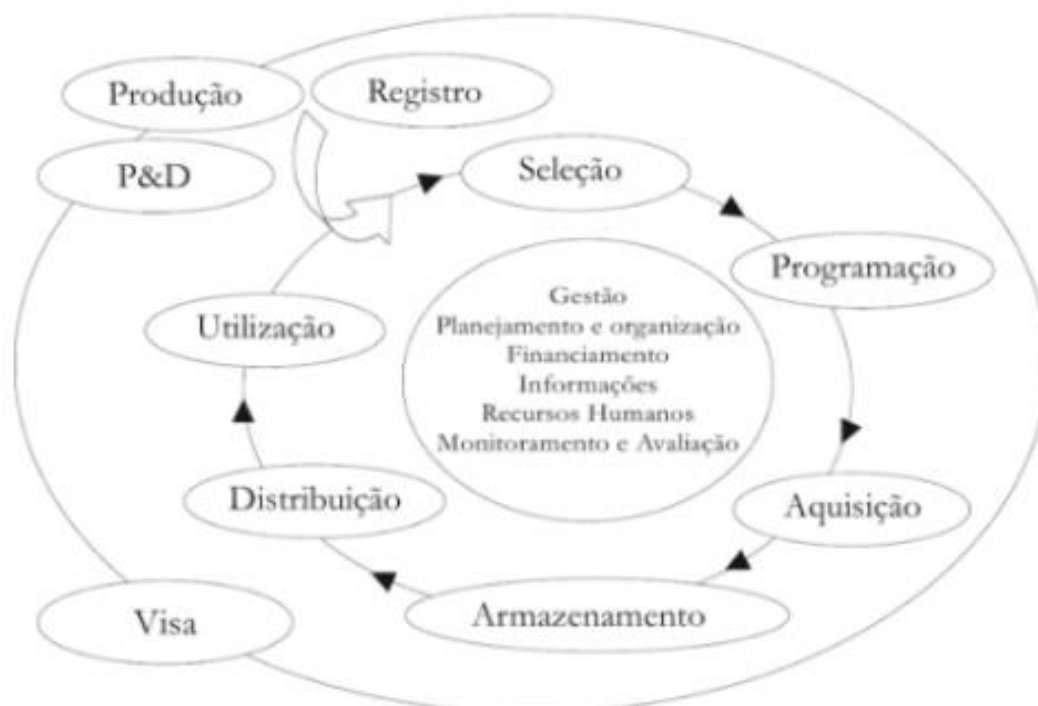 Produção
Registro
P&D
Seleção
Programação
Utilização
Gestão
Planejamento e organização
Financiamento
Informações
Recursos Humanos
Monitoramento e Avaliação
Distribuição
Aquisição
Armazenamento
Visa